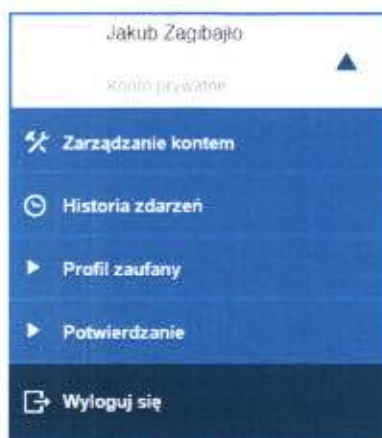 Jakub Zagibajło
Konto prywatne
Zarządzanie kontem
Historia zdarzeń
Profil zaufany
Potwierdzanie
Wyloguj się